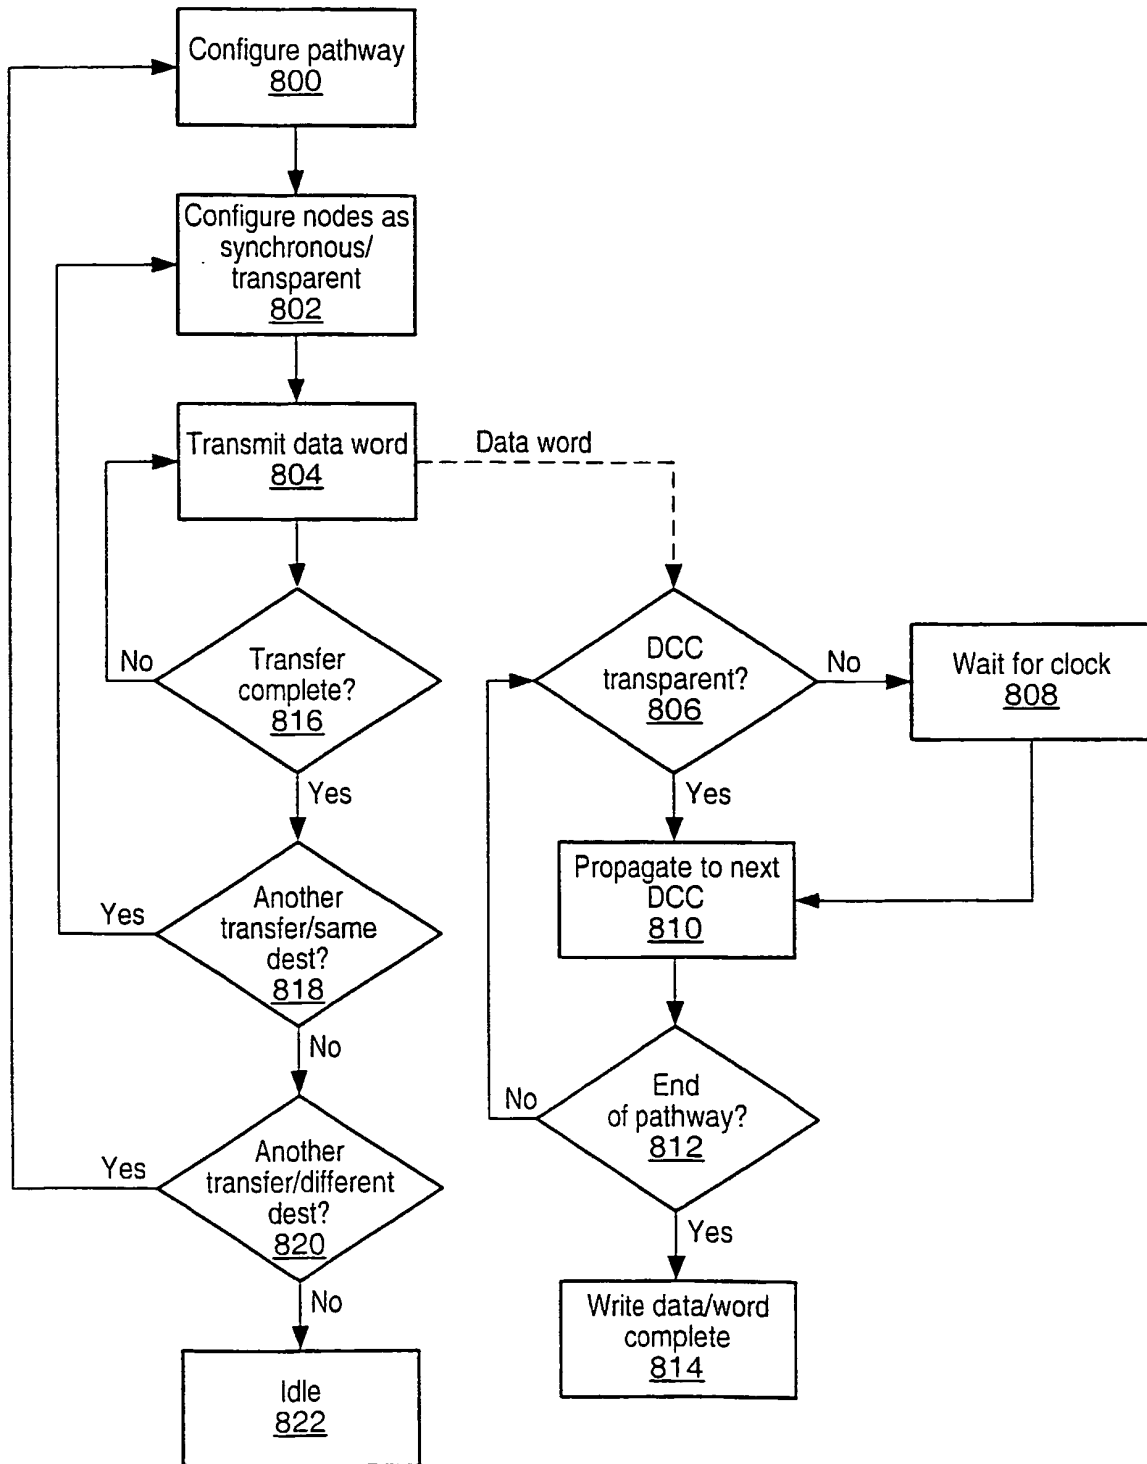 Configure pathway
800
Configure nodes as
synchronous/
transparent
802
Transmit data word
804
Data word
Transfer
complete?
816
No
Yes
DCC
transparent?
806
No
Yes
Wait for clock
808
Another
transfer/same
dest?
818
Yes
No
Propagate to next
DCC
810
End
of pathway?
812
No
Yes
Another
transfer/different
dest?
820
Yes
No
Write data/word
complete
814
Idle
822